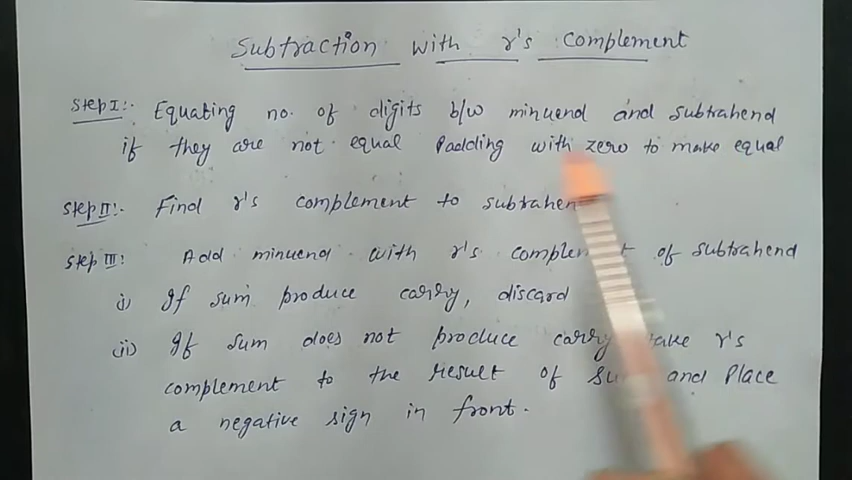 Subtraction with r's complement
Step I:- Equating no. of digits b/w minuend and subtrahend
if they are not equal Padding with zero to make equal
Step II:- Find r's complement to
Step III: Add minuend with r's of subtrahend
i) If sum produce carry, discard
ii) If sum does not produce carry r's
complement to the result of and Place
a negative sign in front.